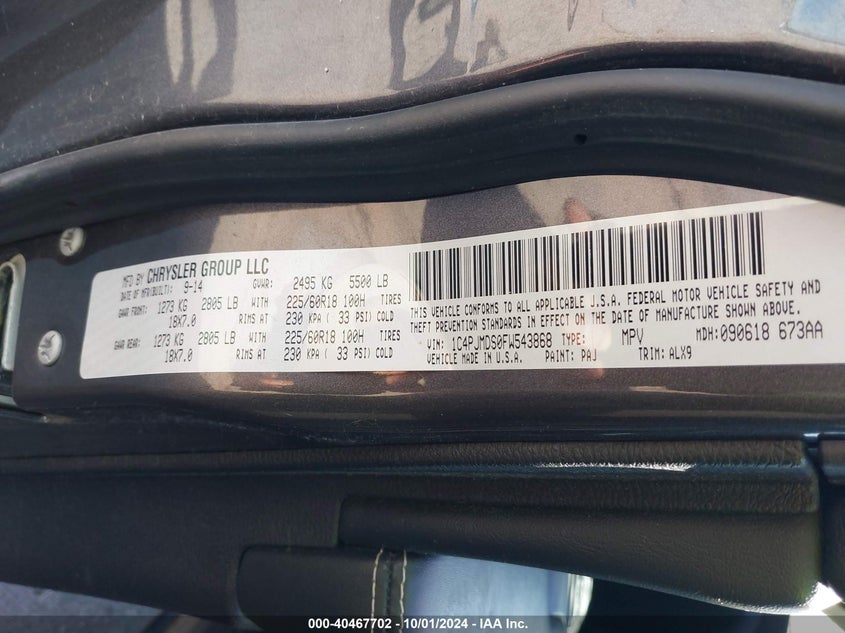 MFD BY CHRYSLER GROUP LLC
DATE OF MFR(BUILT): 9-14 GVWR: 2495 KG 5500 LB
GAWR FRONT: 1273 KG 2805 LB WITH 225/60R18 100H TIRES
18X7.0 RIMS AT 230 KPA ( 33 PSI) COLD
GAWR REAR: 1273 KG 2805 LB WITH 225/60R18 100H TIRES
18X7.0 RIMS AT 230 KPA ( 33 PSI) COLD
THIS VEHICLE CONFORMS TO ALL APPLICABLE U.S.A. FEDERAL MOTOR VEHICLE SAFETY AND
THEFT PREVENTION STANDARDS IN EFFECT ON THE DATE OF MANUFACTURE SHOWN ABOVE.
VIN: 1C4PJMDS0FW543868 TYPE: MPV MDH: 090618 673AA
VEHICLE MADE IN U.S.A. PAINT: PAJ TRIM: ALX9
000-40467702 - 10/01/2024 - IAA Inc.